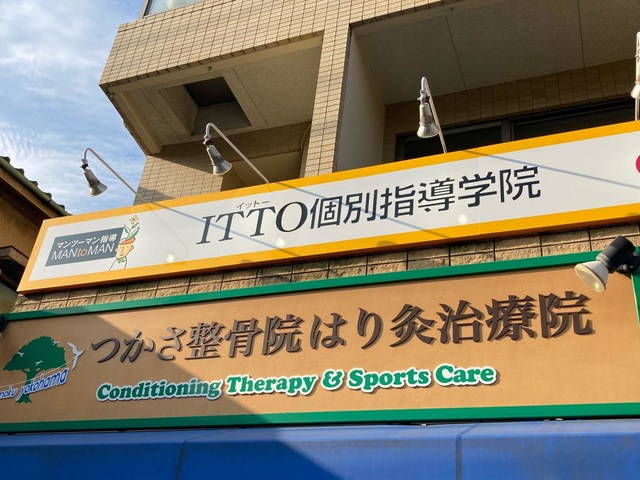 マンツーマン指導
MANtoMAN
イットー
ITTO個別指導学院
つかさ整骨院はり灸治療院
Conditioning Therapy & Sports Care
yokohama